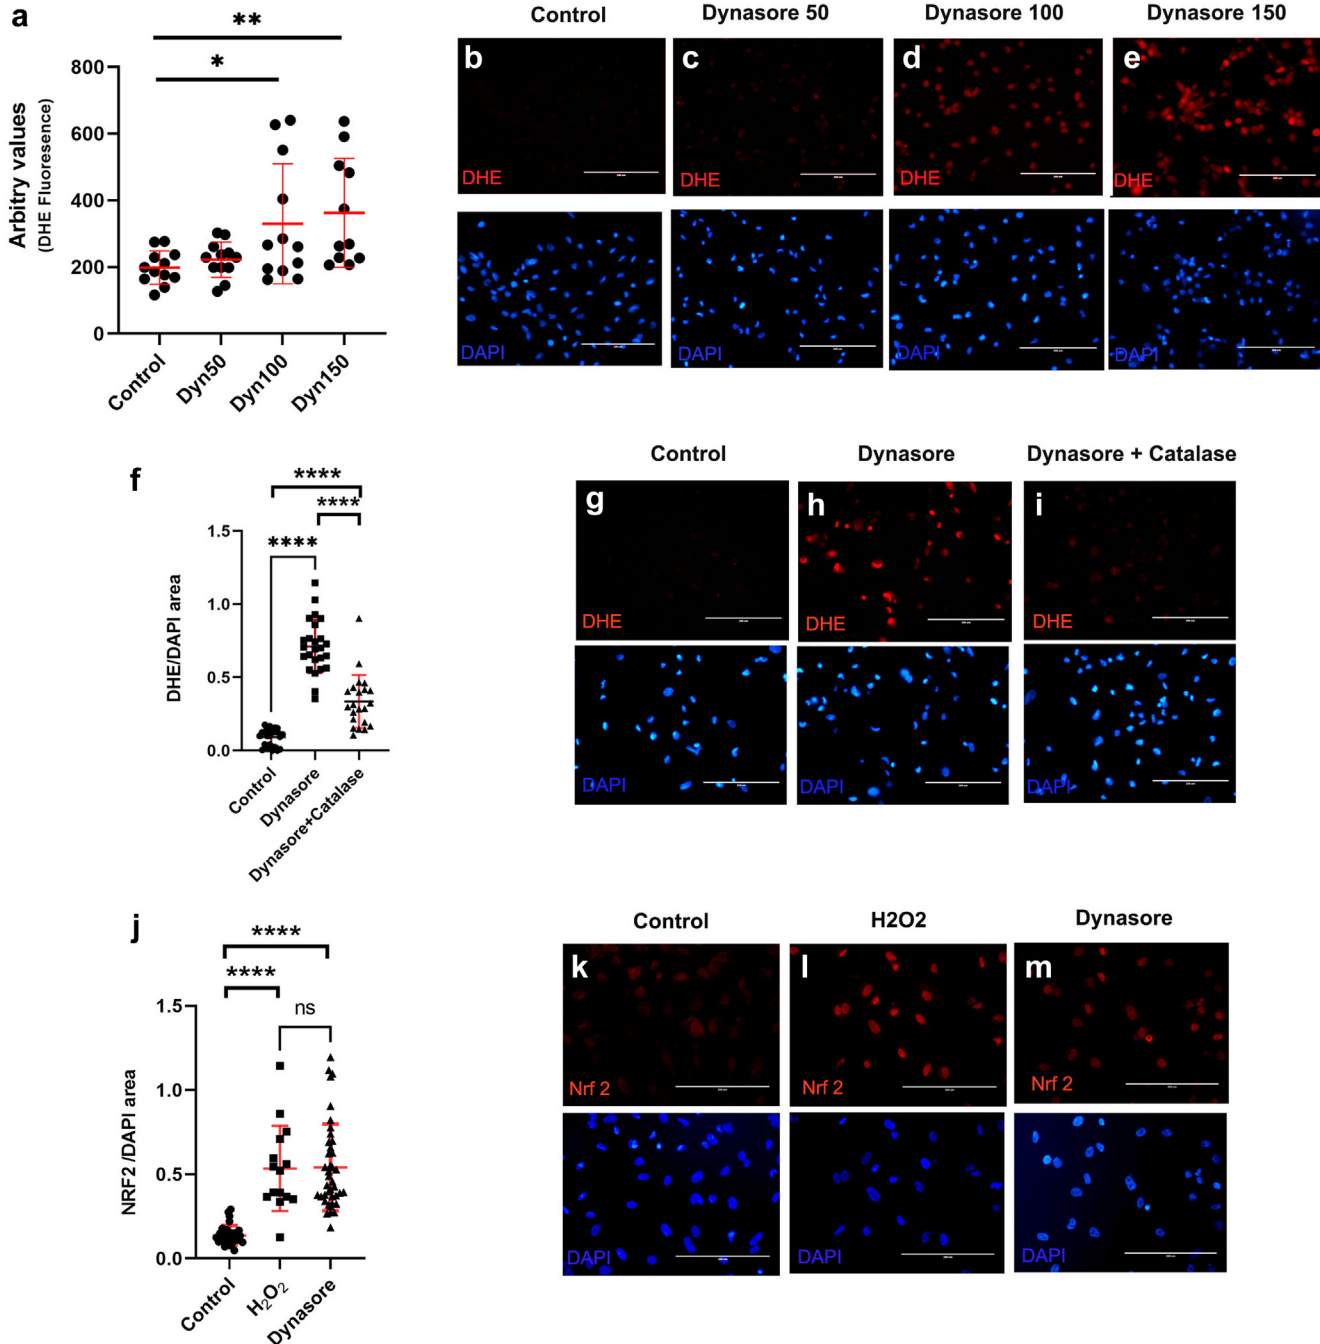 a
**
*
800
600
400
200
0
Arbitry values
(DHE Fluoresence)
Control
Dyn50
Dyn100
Dyn150
Control
Dynasore 50
Dynasore 100
Dynasore 150
b
c
d
e
DHE
DHE
DHE
DHE
DAPI
DAPI
DAPI
DAPI
f
****
****
****
1.5
1.0
0.5
0.0
DHE/DAPI area
Control
Dynasore
Dynasore+Catalase
Control
Dynasore
Dynasore + Catalase
g
h
i
DHE
DHE
DHE
DAPI
DAPI
DAPI
j
****
****
ns
1.5
1.0
0.5
0.0
NRF2 /DAPI area
Control
H₂O₂
Dynasore
Control
H2O2
Dynasore
k
l
m
Nrf 2
Nrf 2
Nrf 2
DAPI
DAPI
DAPI